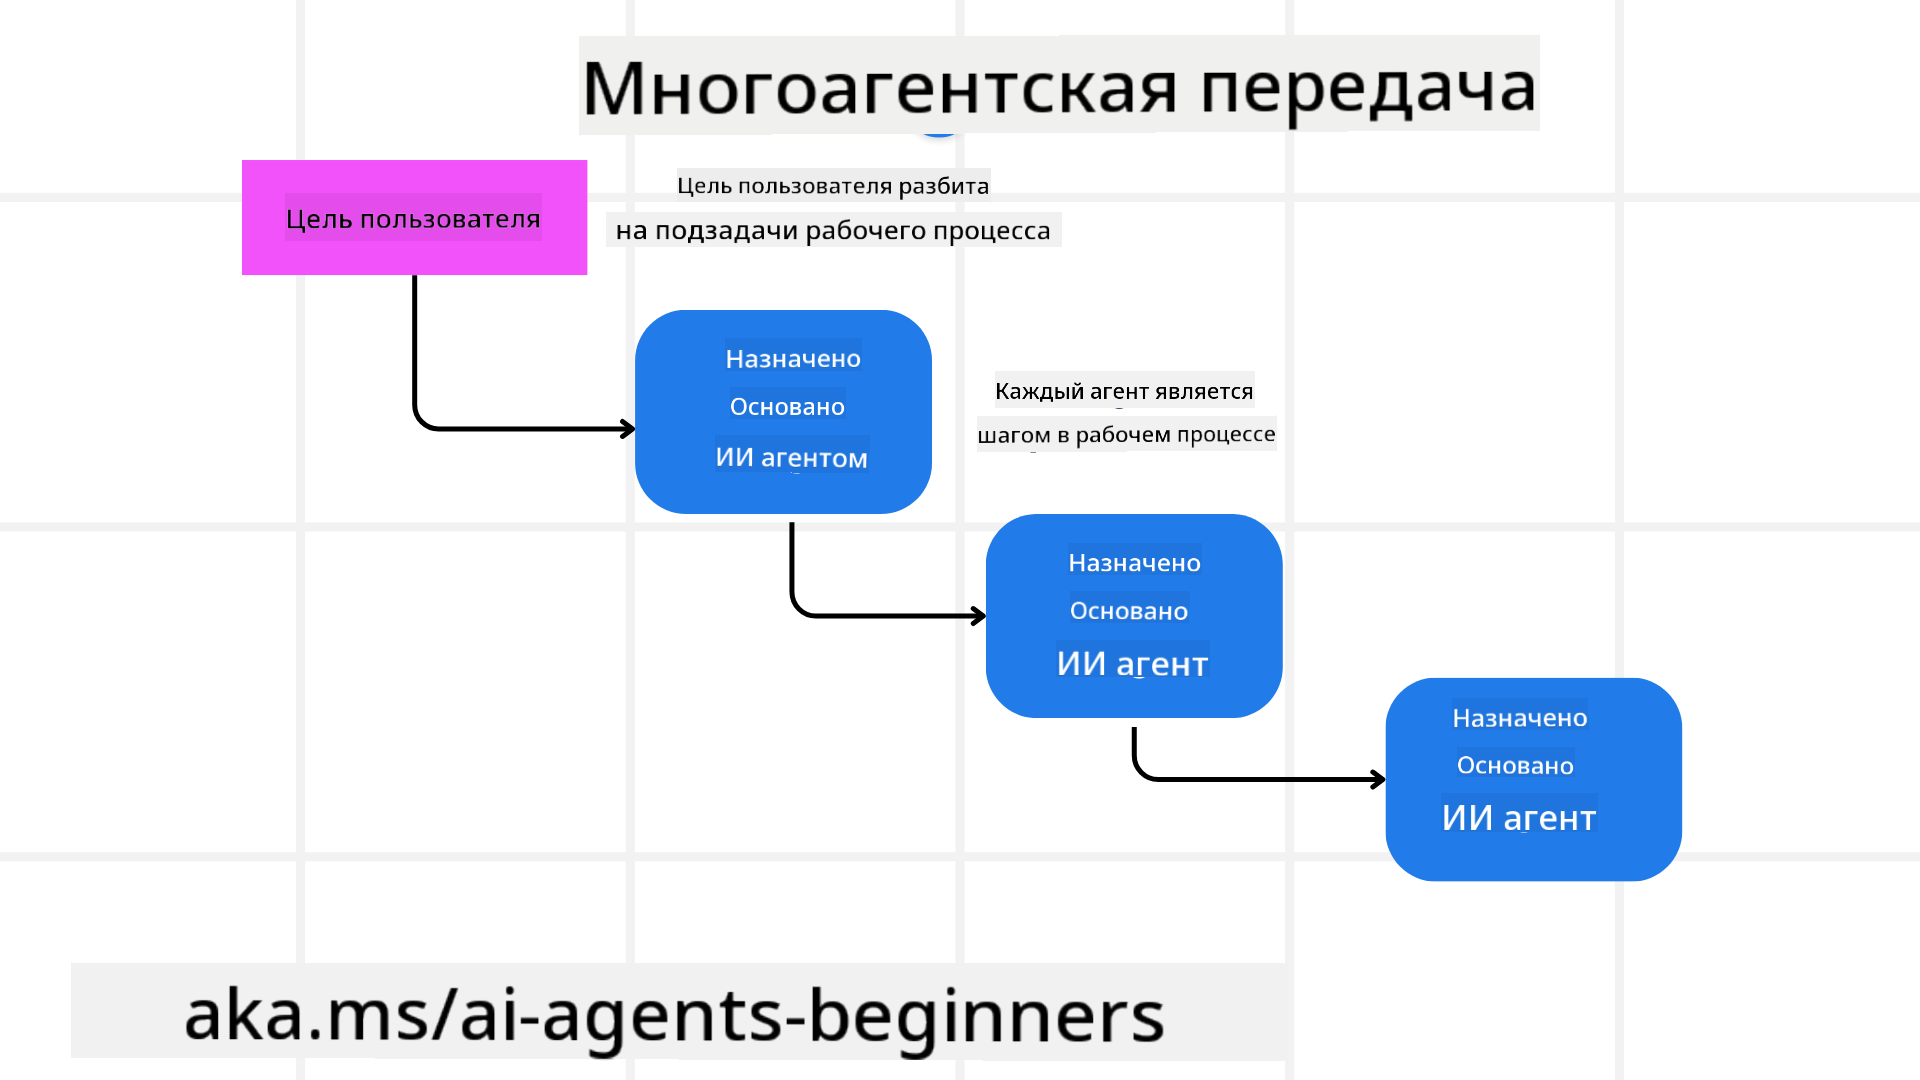 Многоагентская передача
Цель пользователя
Цель пользователя разбита
на подзадачи рабочего процесса
Назначено
Основано
ИИ агентом
Каждый агент является
шагом в рабочем процессе
Назначено
Основано
ИИ агент
Назначено
Основано
ИИ агент
aka.ms/ai-agents-beginners